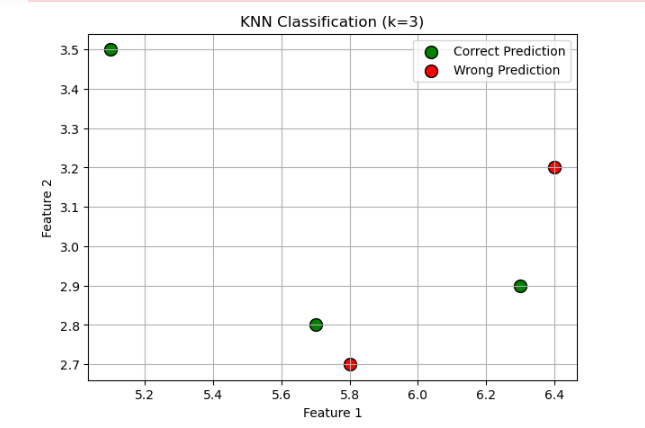 KNN Classification (k=3)
Correct Prediction
Wrong Prediction
3.5
3.4
3.3
3.2
3.1
3.0
2.9
2.8
2.7
Feature 2
5.2 5.4 5.6 5.8 6.0 6.2 6.4
Feature 1